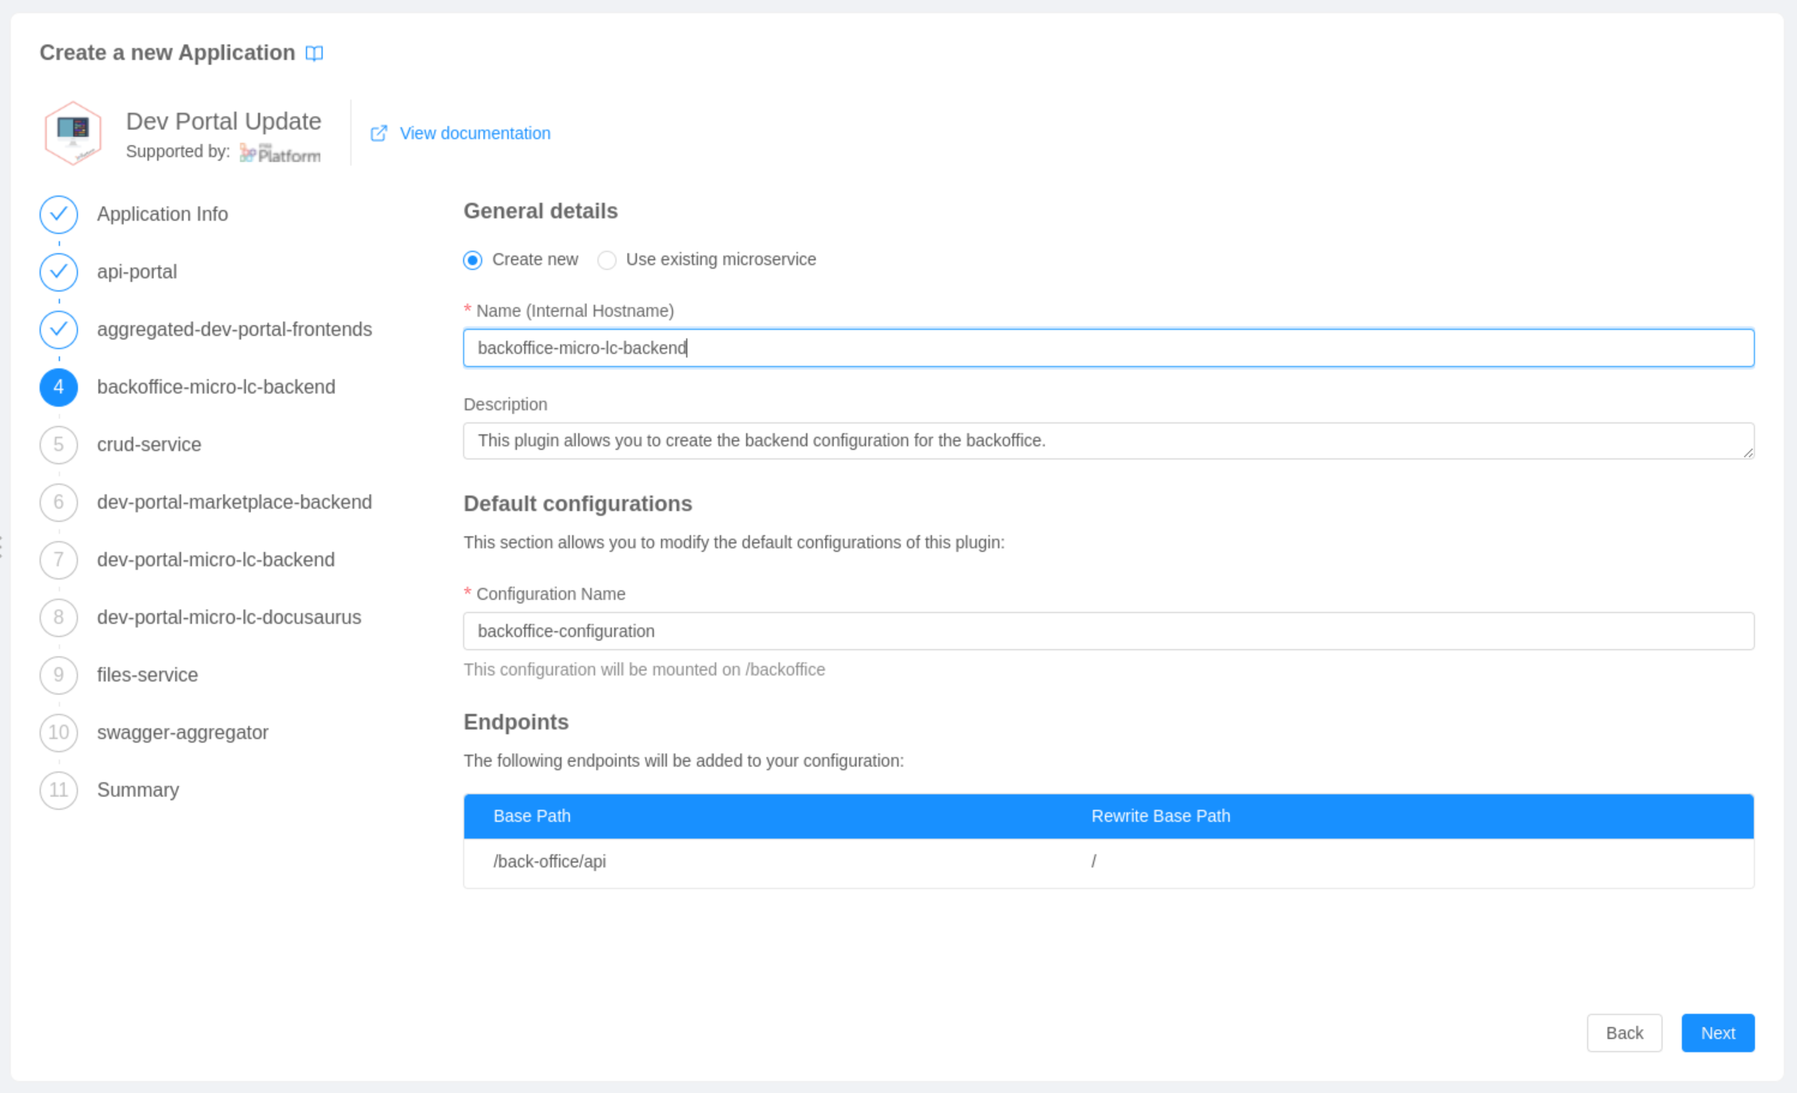 Create a new Application
Dev Portal Update
Supported by: Platform
View documentation
Application Info
api-portal
aggregated-dev-portal-frontends
4 backoffice-micro-lc-backend
5 crud-service
6 dev-portal-marketplace-backend
7 dev-portal-micro-lc-backend
8 dev-portal-micro-lc-docusaurus
9 files-service
10 swagger-aggregator
11 Summary
General details
Create new Use existing microservice
* Name (Internal Hostname)
backoffice-micro-lc-backend
Description
This plugin allows you to create the backend configuration for the backoffice.
Default configurations
This section allows you to modify the default configurations of this plugin:
* Configuration Name
backoffice-configuration
This configuration will be mounted on /backoffice
Endpoints
The following endpoints will be added to your configuration:
Base Path Rewrite Base Path
/back-office/api /
Back Next